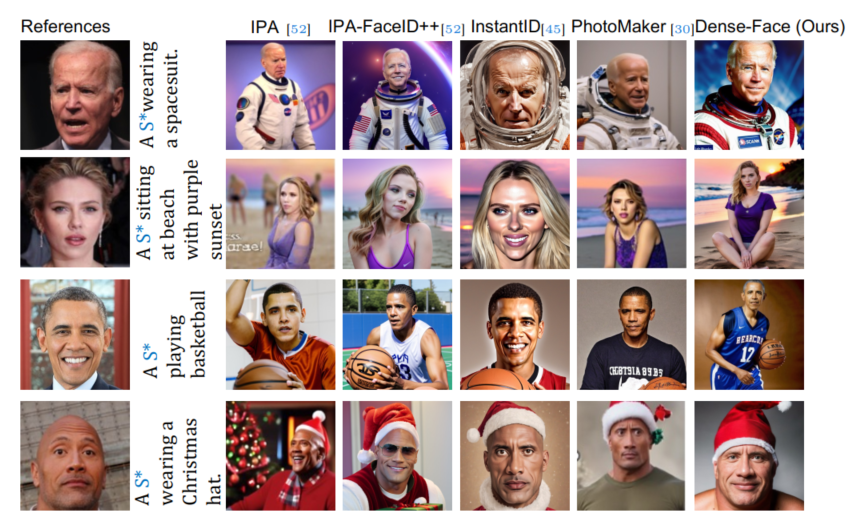 References IPA [52] IPA-FaceID++[52] InstantID[45] PhotoMaker [30] Dense-Face (Ours)
A S*wearing
a spacesuit.
A S* sitting
at beach
with purple
sunset
A S*
playing
basketball
12
A S*
wearing a
Christmas
hat.